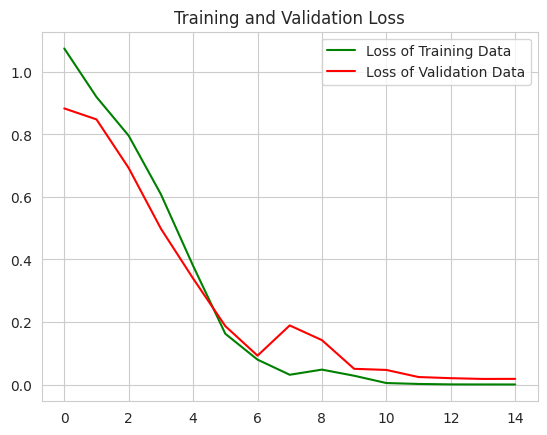 Training and Validation Loss
Loss of Training Data
Loss of Validation Data
1.0
0.8
0.6
0.4
0.2
0.0
0 2 4 6 8 10 12 14